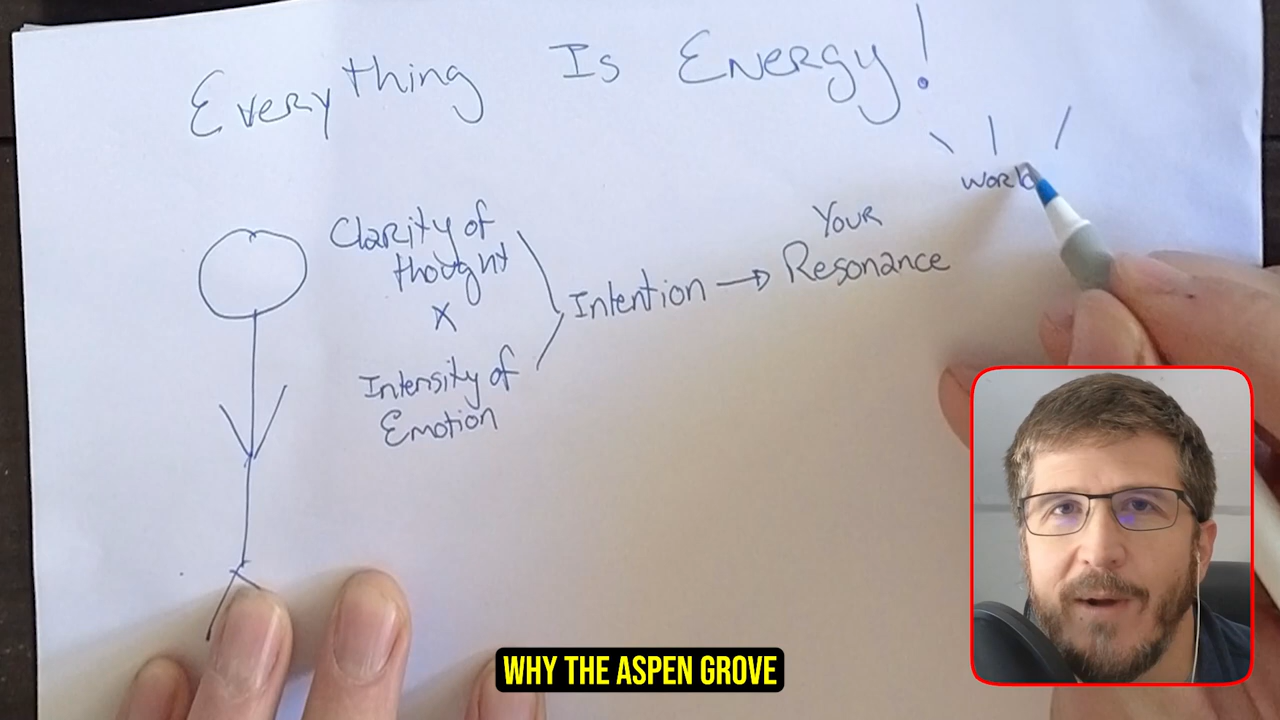 Everything Is Energy!
World
Your
Clarity of
thought
Intention → Resonance
x
Intensity of
Emotion
WHY THE ASPEN GROVE